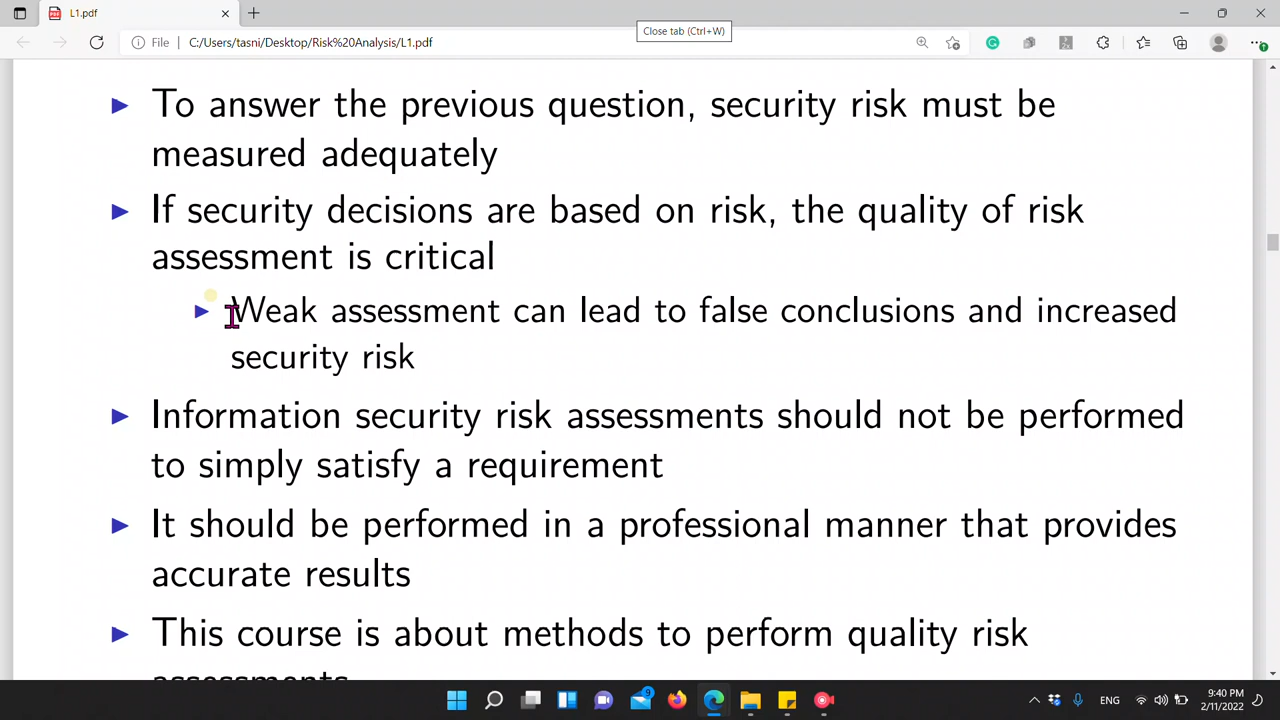 L1.pdf
Close tab (Ctrl+W)
File
C:/Users/tasni/Desktop/Risk%20Analysis/L1.pdf
To answer the previous question, security risk must be
measured adequately
If security decisions are based on risk, the quality of risk
assessment is critical
Weak assessment can lead to false conclusions and increased
security risk
Information security risk assessments should not be performed
to simply satisfy a requirement
It should be performed in a professional manner that provides
accurate results
This course is about methods to perform quality risk
assessments
9
ENG
9:40 PM
2/11/2022